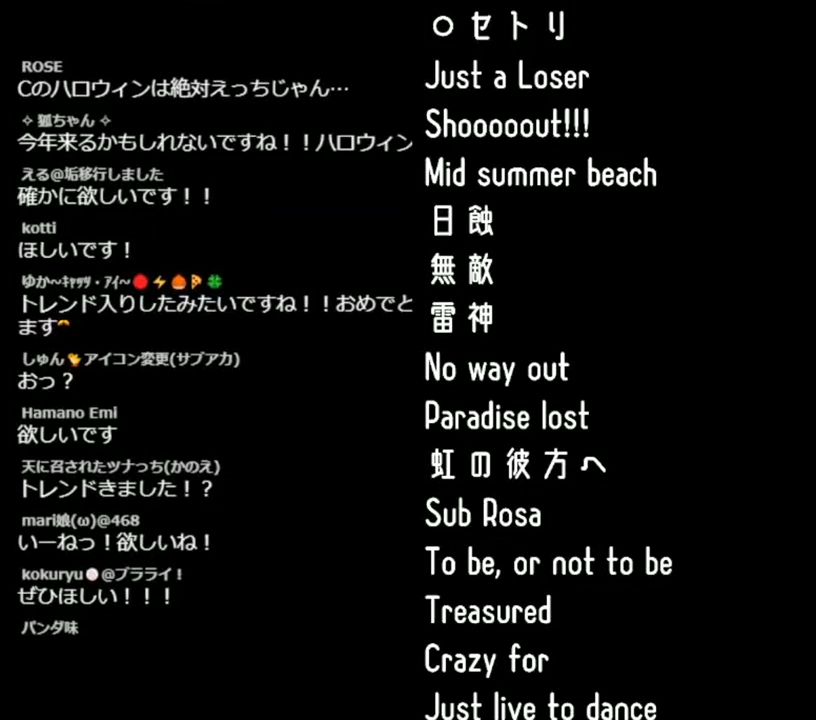 ROSE
Cのハロウィンは絶対えっちじゃん…
✧ 狐ちゃん ✧
今年来るかもしれないですね！！ハロウィン
える@垢移行しました
確かに欲しいです！！
kotti
ほしいです！
ゆか〜ｷｬｯﾂ・ｱｲ〜🔴⚡🎃🍕🍀
トレンド入りしたみたいですね！！おめでと
ます
しゅん🐤アイコン変更(サブアカ)
おっ？
Hamano Emi
欲しいです
天に召されたツナっち(かのえ)
トレンドきました！？
mari娘(ω)@468
いーねっ！欲しいね！
kokuryu@プラライ！
ぜひほしい！！！
パンダ味
○セトリ
Just a Loser
Shooooout!!!
Mid summer beach
日蝕
無敵
雷神
No way out
Paradise lost
虹の彼方へ
Sub Rosa
To be, or not to be
Treasured
Crazy for
Just live to dance